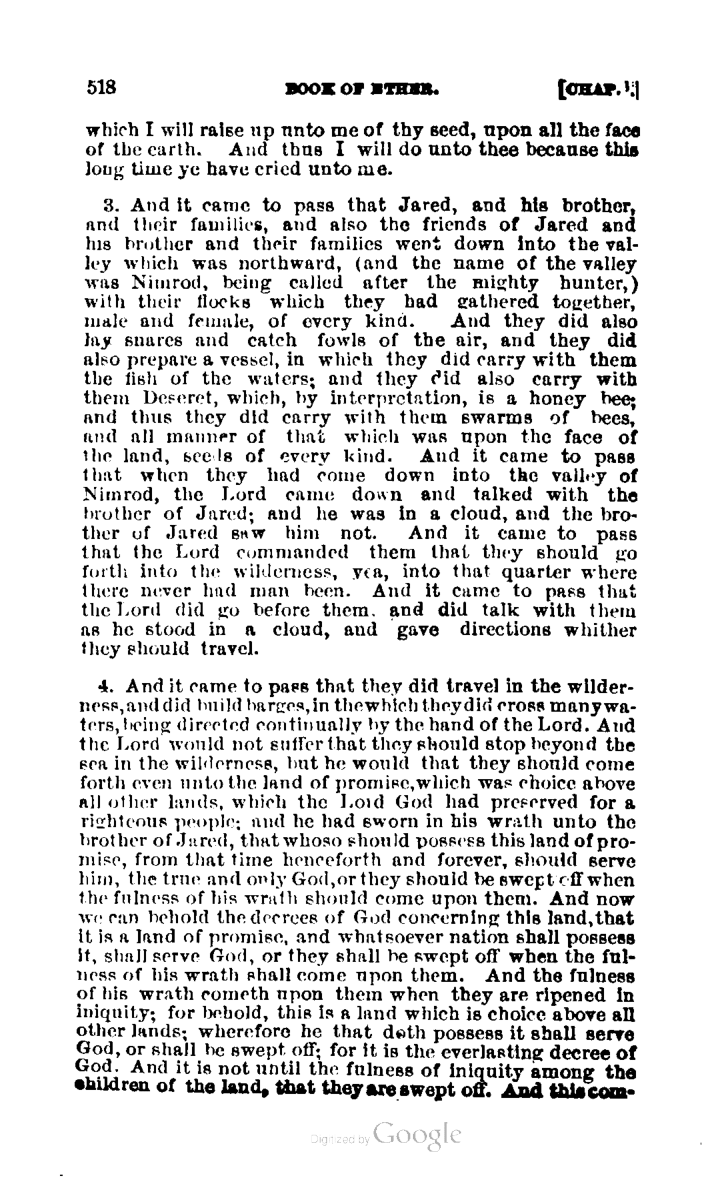 518 BOOK OF ETHER. [CHAP. 1.
which I will raise up unto me of thy seed, upon all the face
of the earth. And thus I will do unto thee because this
long time ye have cried unto me.
3. And it came to pass that Jared, and his brother,
and their families, and also the friends of Jared and
his brother and their families went down into the val-
ley which was northward, (and the name of the valley
was Nimrod, being called after the mighty hunter,)
with their flocks which they had gathered together,
male and female, of every kind. And they did also
lay snares and catch fowls of the air, and they did
also prepare a vessel, in which they did carry with them
the fish of the waters; and they did also carry with
them Deseret, which, by interpretation, is a honey bee;
and thus they did carry with them swarms of bees,
and all manner of that which was upon the face of
the land, seeds of every kind. And it came to pass
that when they had come down into the valley of
Nimrod, the Lord came down and talked with the
brother of Jared; and he was in a cloud, and the bro-
ther of Jared saw him not. And it came to pass
that the Lord commanded them that they should go
forth into the wilderness, yea, into that quarter where
there never had man been. And it came to pass that
the Lord did go before them, and did talk with them
as he stood in a cloud, and gave directions whither
they should travel.
4. And it came to pass that they did travel in the wilder-
ness, and did build barges, in the which they did cross many wa-
ters, being directed continually by the hand of the Lord. And
the Lord would not suffer that they should stop beyond the
sea in the wilderness, but he would that they should come
forth even unto the land of promise, which was choice above
all other lands, which the Lord God had preserved for a
righteous people; and he had sworn in his wrath unto the
brother of Jared, that whoso should possess this land of pro-
mise, from that time henceforth and forever, should serve
him, the true and only God, or they should be swept off when
the fulness of his wrath should come upon them. And now
we can behold the decrees of God concerning this land, that
it is a land of promise, and whatsoever nation shall possess
it, shall serve God, or they shall be swept off when the ful-
ness of his wrath shall come upon them. And the fulness
of his wrath cometh upon them when they are ripened in
iniquity; for behold, this is a land which is choice above all
other lands; wherefore he that doth possess it shall serve
God, or shall be swept off; for it is the everlasting decree of
God. And it is not until the fulness of iniquity among the
children of the land, that they are swept off. And this com-
Digitized by Google